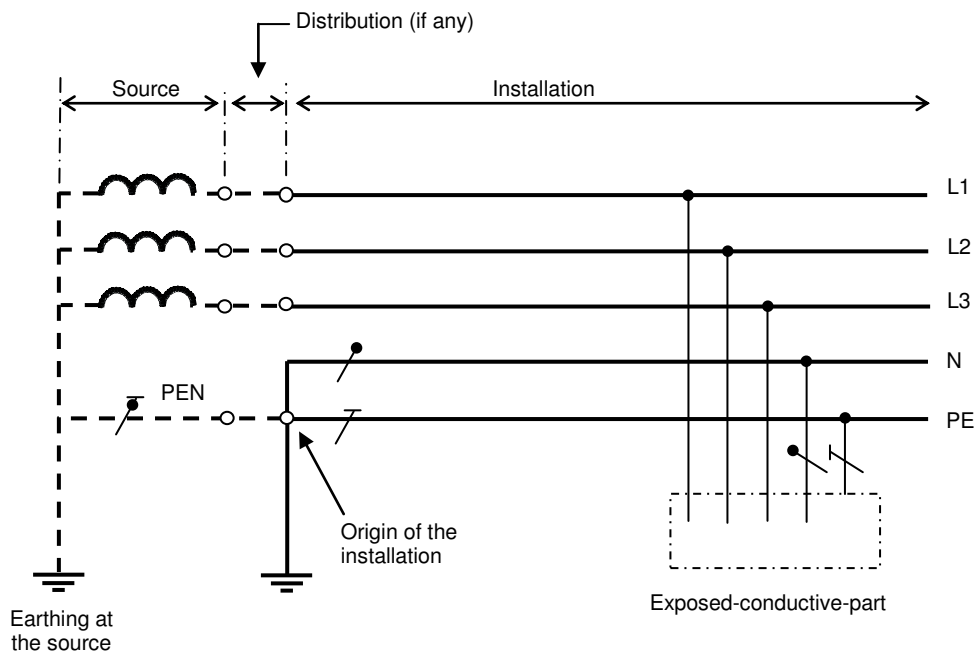 Distribution (if any)
Source
Installation
L1
L2
L3
N
PEN
PE
Origin of the
installation
Exposed-conductive-part
Earthing at
the source